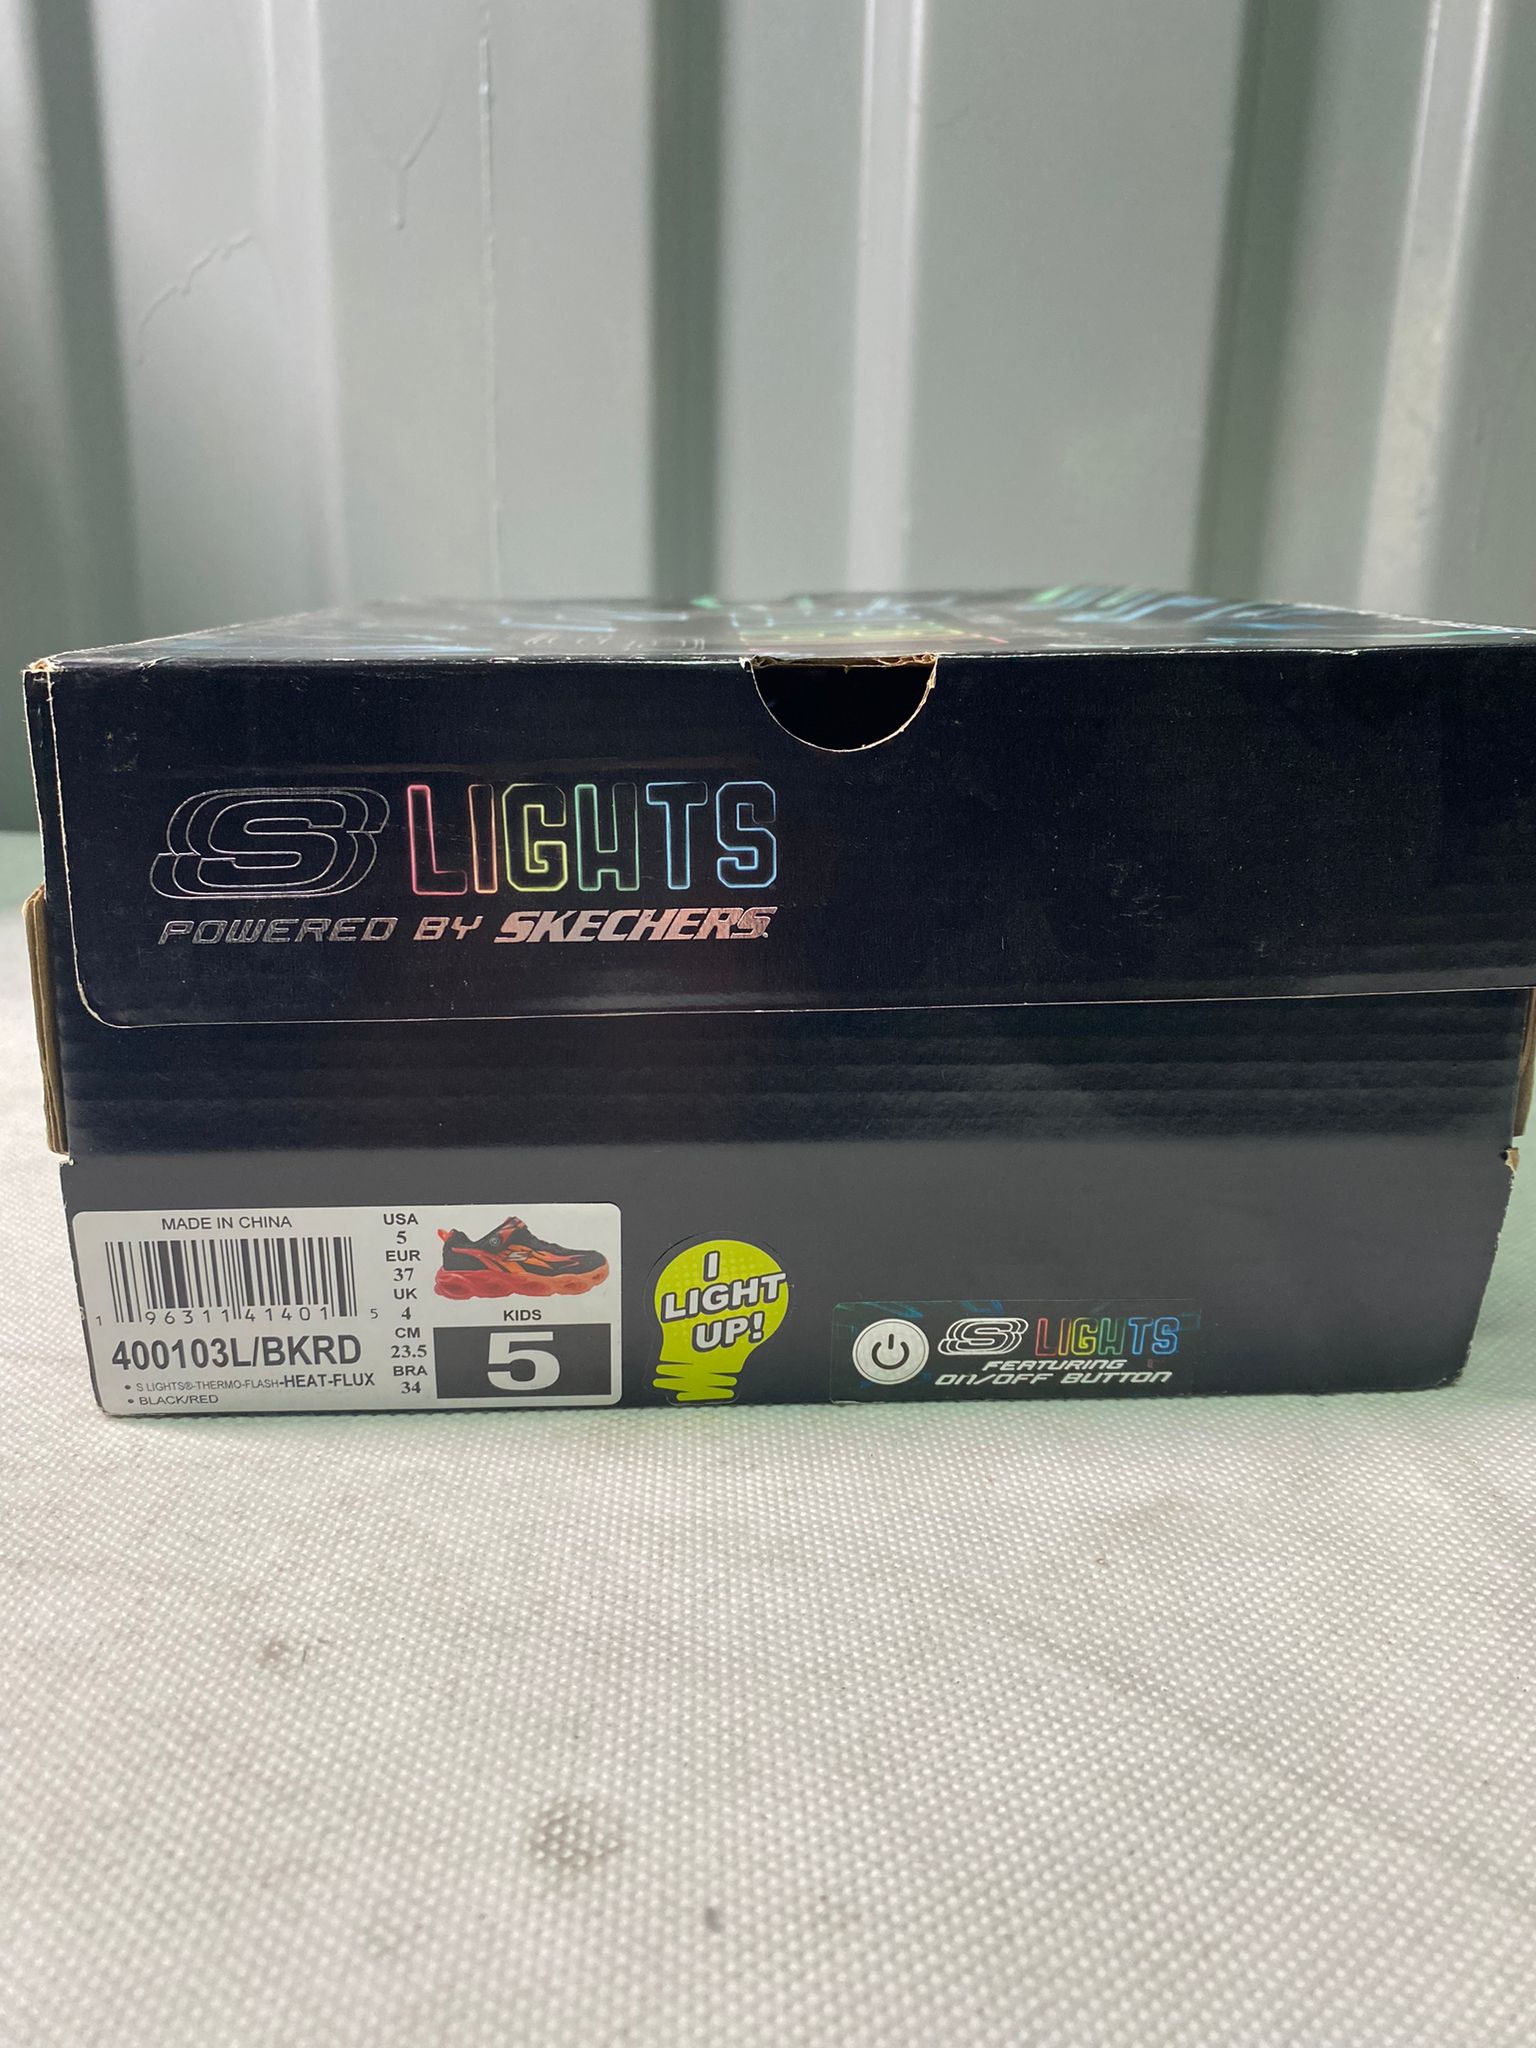 S LIGHTS
POWERED BY SKECHERS
MADE IN CHINA
1 96311 41401 5
400103L/BKRD
• S LIGHTS®-THERMO-FLASH-HEAT-FLUX
• BLACK/RED
USA
5
EUR
37
UK
4
CM
23.5
BRA
34
KIDS
5
I
LIGHT
UP!
S LIGHTS
FEATURING
ON/OFF BUTTON